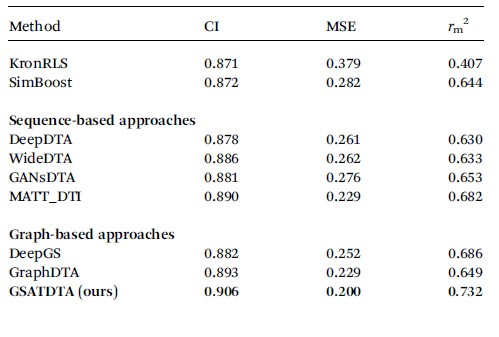 Method CI MSE rm²
KronRLS 0.871 0.379 0.407
SimBoost 0.872 0.282 0.644
Sequence-based approaches
DeepDTA 0.878 0.261 0.630
WideDTA 0.886 0.262 0.633
GANsDTA 0.881 0.276 0.653
MATT_DTI 0.890 0.229 0.682
Graph-based approaches
DeepGS 0.882 0.252 0.686
GraphDTA 0.893 0.229 0.649
GSATDTA (ours) 0.906 0.200 0.732